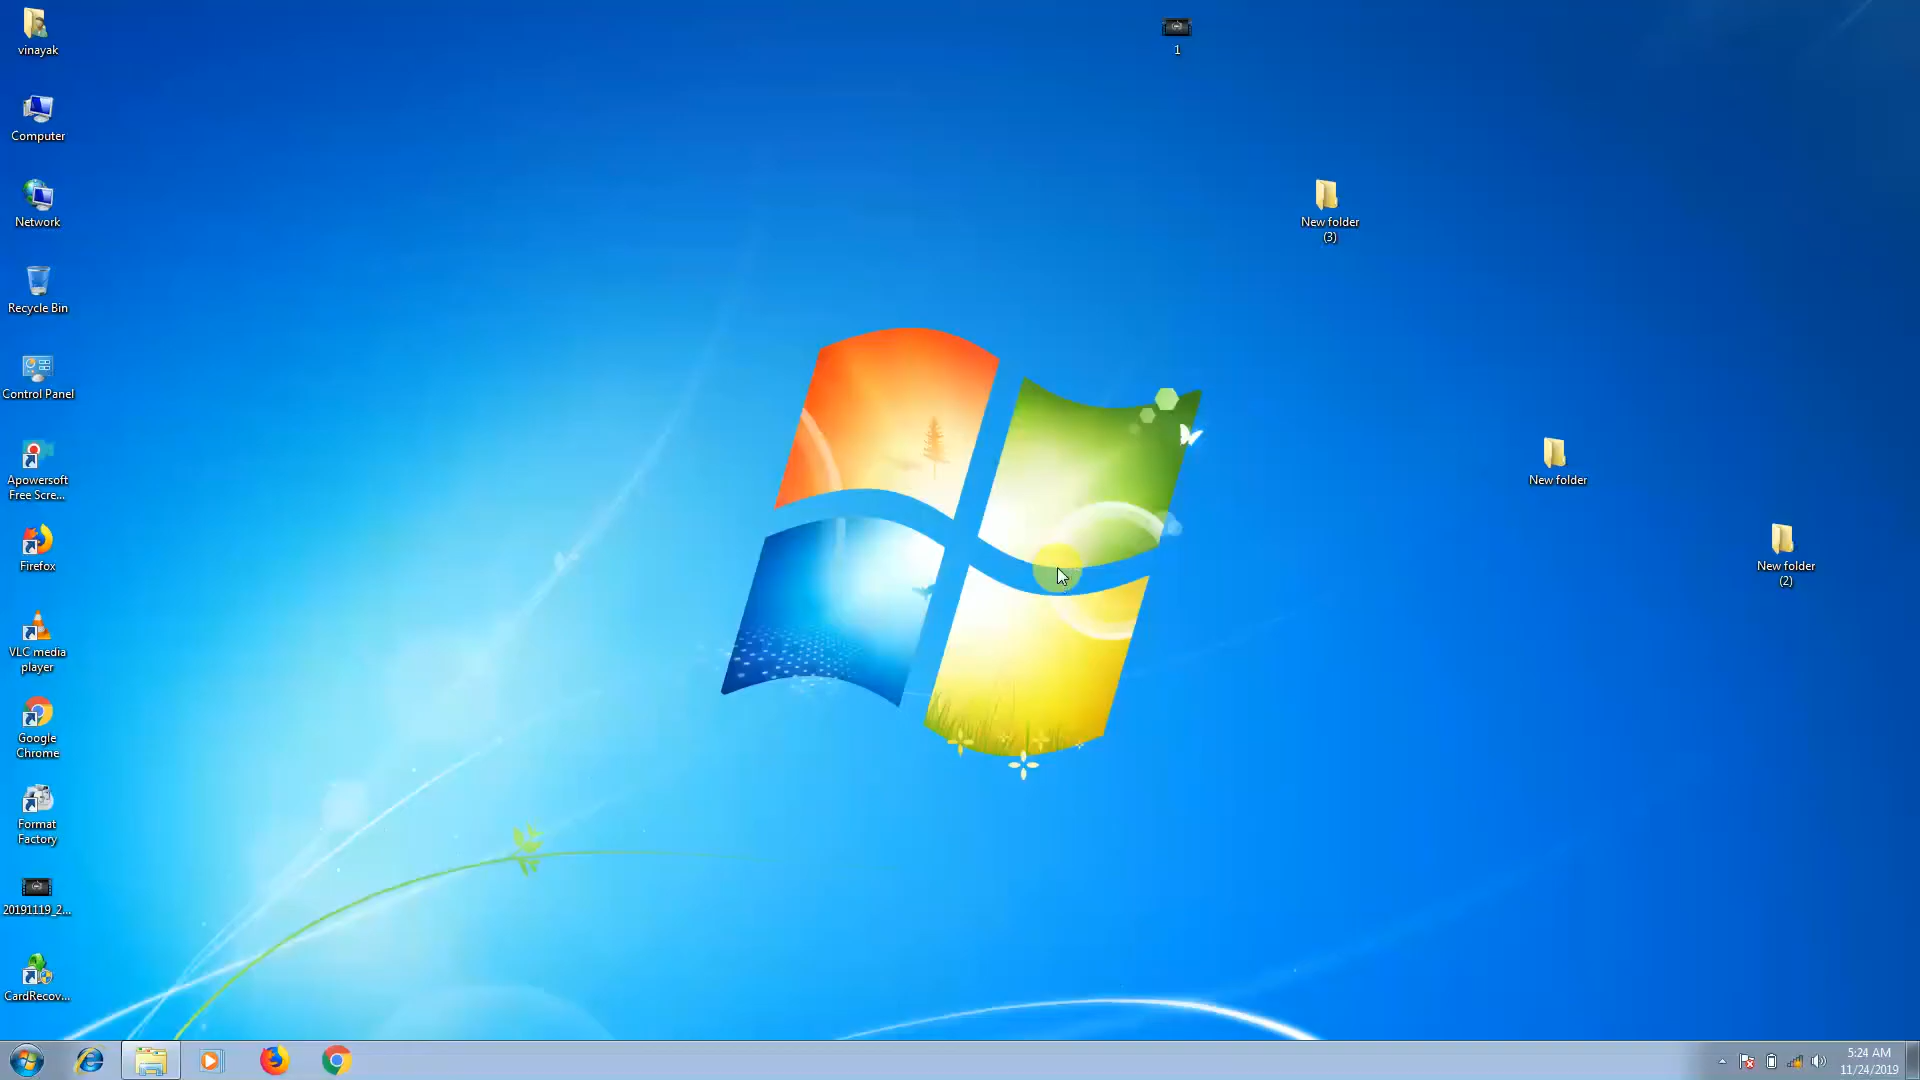 vinayak
Computer
Network
Recycle Bin
Control Panel
Apowersoft
Free Scre...
Firefox
VLC media
player
Google
Chrome
Format
Factory
20191119_2...
CardRecov...
1
New folder
(3)
New folder
New folder
(2)
5:24 AM
11/24/2019